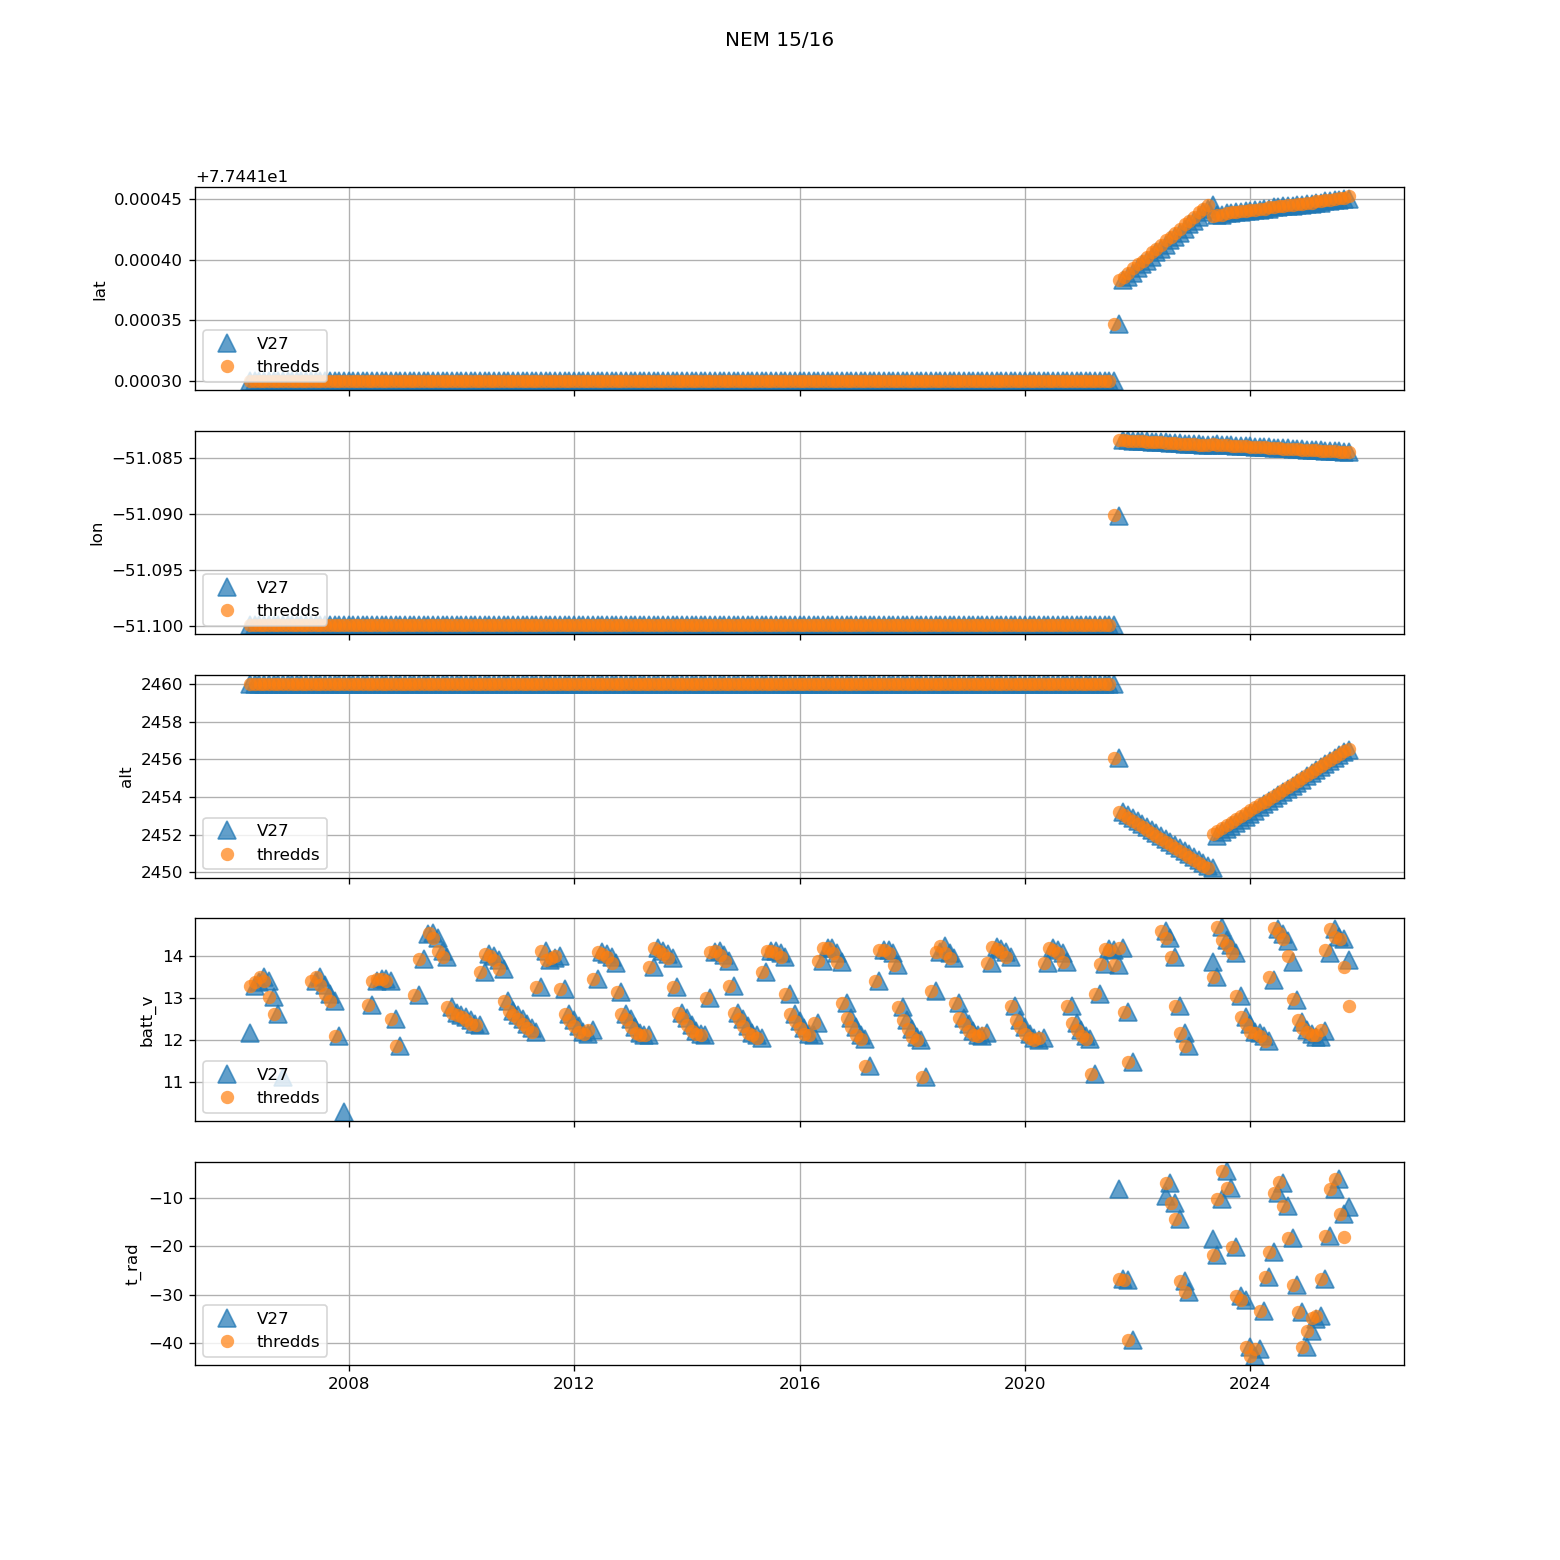 NEM 15/16
+7.7441e1
0.00045
0.00040
0.00035
0.00030
lat
V27
thredds
−51.085
−51.090
−51.095
−51.100
lon
V27
thredds
2460
2458
2456
2454
2452
2450
alt
V27
thredds
14
13
12
11
batt_v
V27
thredds
−10
−20
−30
−40
t_rad
V27
thredds
2008 2012 2016 2020 2024